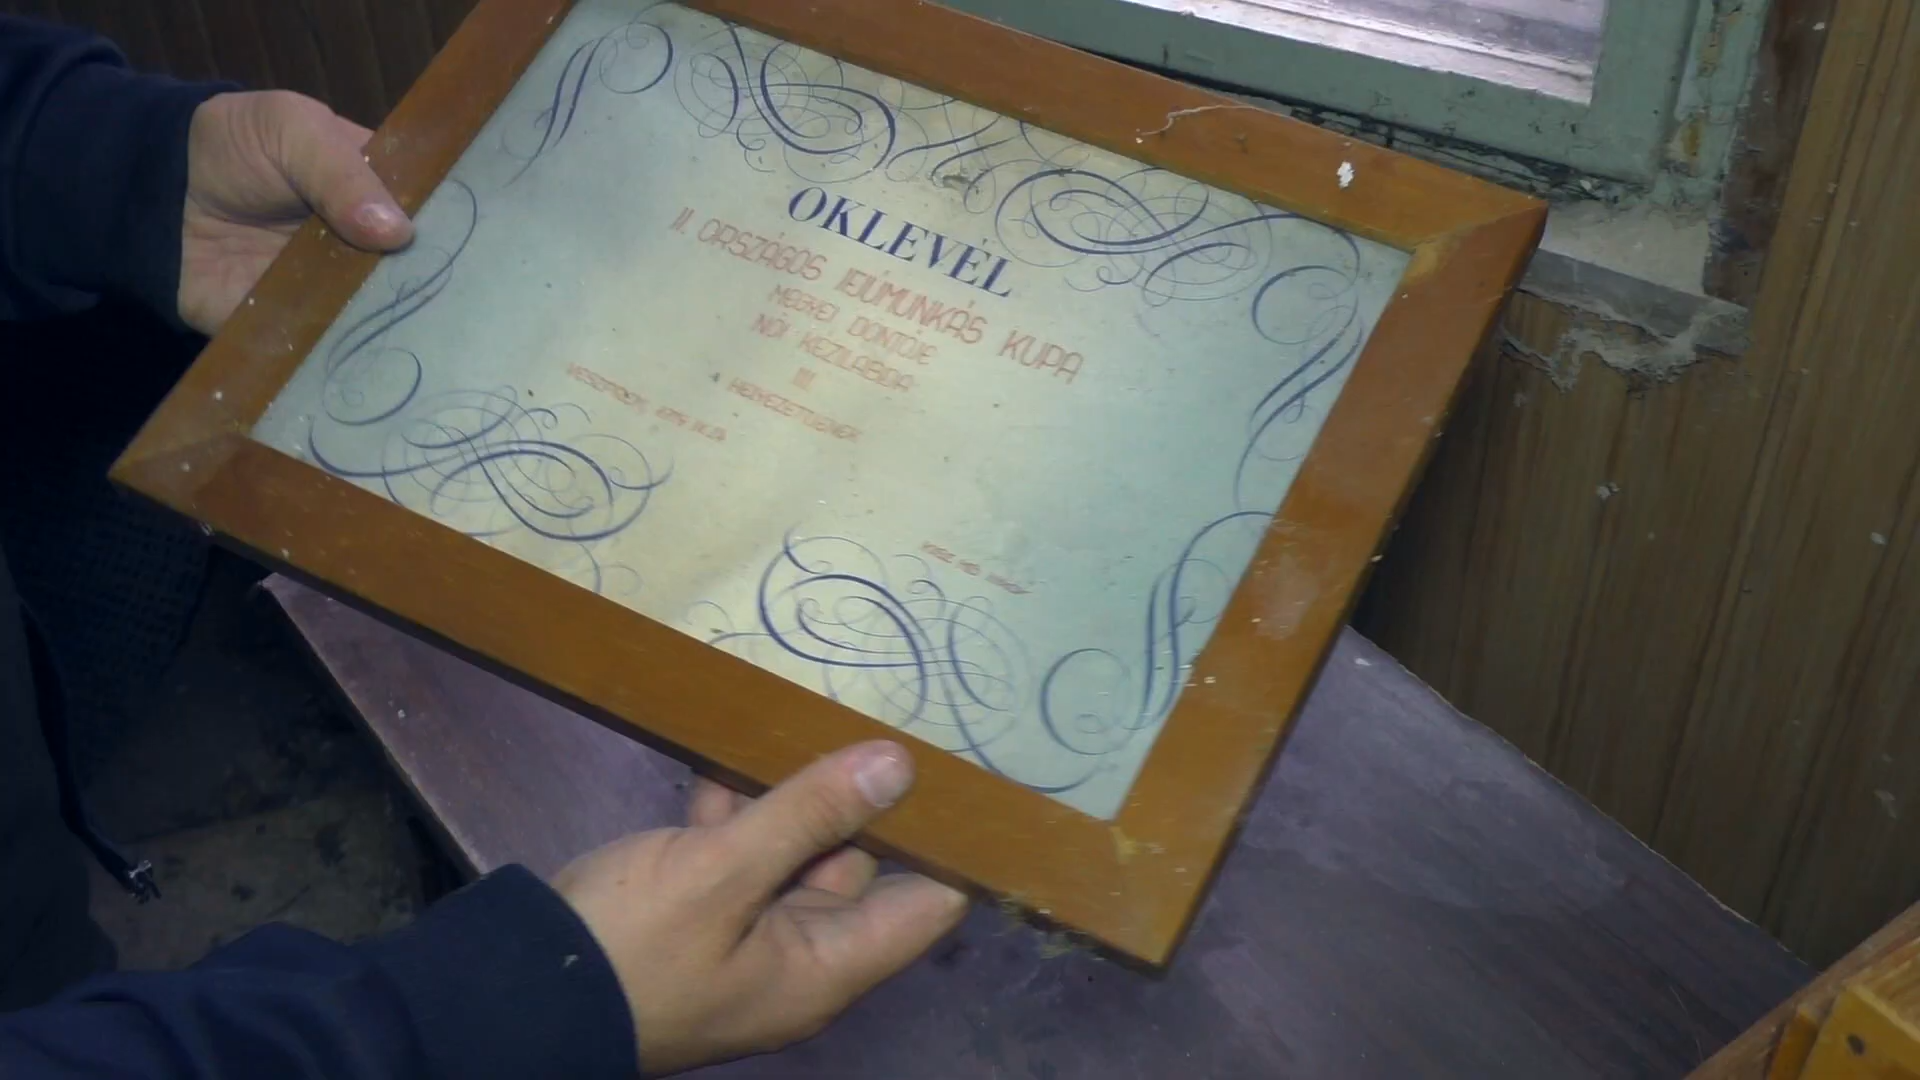 OKLEVÉL
II. ORSZÁGOS IFJÚMUNKÁS KUPA
MEGYEI DÖNTŐJE
NŐI KÉZILABDA
III.
HELYEZETTJÉNEK